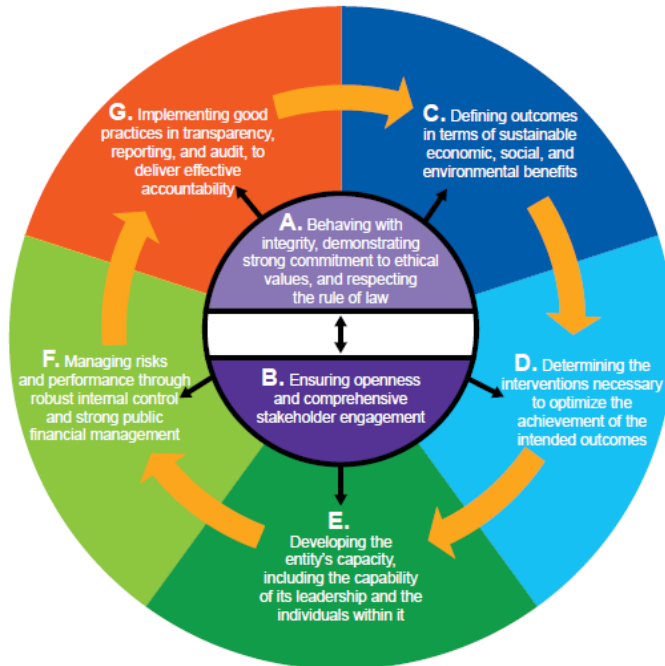 A. Behaving with
integrity, demonstrating
strong commitment to ethical
values, and respecting
the rule of law
B. Ensuring openness
and comprehensive
stakeholder engagement
C. Defining outcomes
in terms of sustainable
economic, social, and
environmental benefits
D. Determining the
interventions necessary
to optimize the
achievement of the
intended outcomes
E.
Developing the
entity's capacity,
including the capability
of its leadership and the
individuals within it
F. Managing risks
and performance through
robust internal control
and strong public
financial management
G. Implementing good
practices in transparency,
reporting, and audit, to
deliver effective
accountability